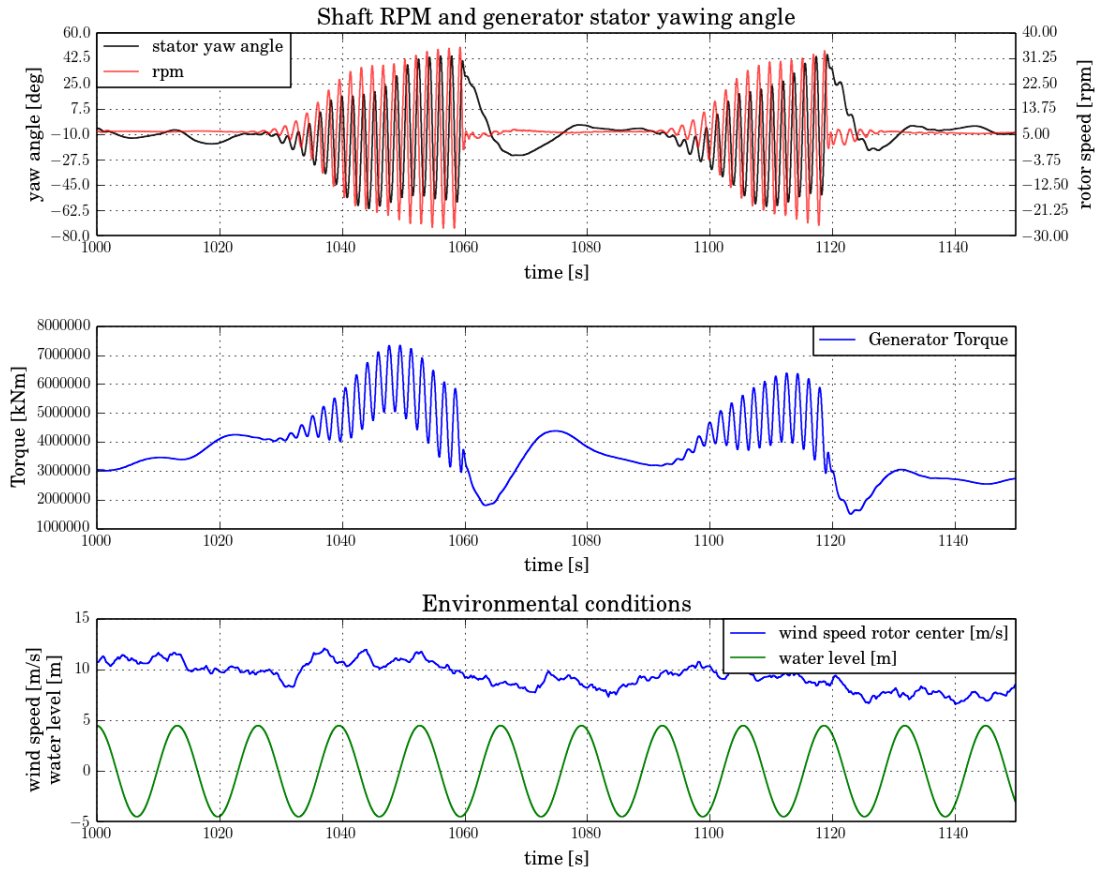 Shaft RPM and generator stator yawing angle
stator yaw angle
rpm
yaw angle [deg]
60.0
42.5
25.0
7.5
−10.0
−27.5
−45.0
−62.5
−80.0
40.00
31.25
22.50
13.75
5.00
−3.75
−12.50
−21.25
−30.00
rotor speed [rpm]
1000 1020 1040 1060 1080 1100 1120 1140
time [s]
Generator Torque
Torque [kNm]
8000000
7000000
6000000
5000000
4000000
3000000
2000000
1000000
1000 1020 1040 1060 1080 1100 1120 1140
time [s]
Environmental conditions
wind speed rotor center [m/s]
water level [m]
wind speed [m/s]
water level [m]
15
10
5
0
−5
1000 1020 1040 1060 1080 1100 1120 1140
time [s]